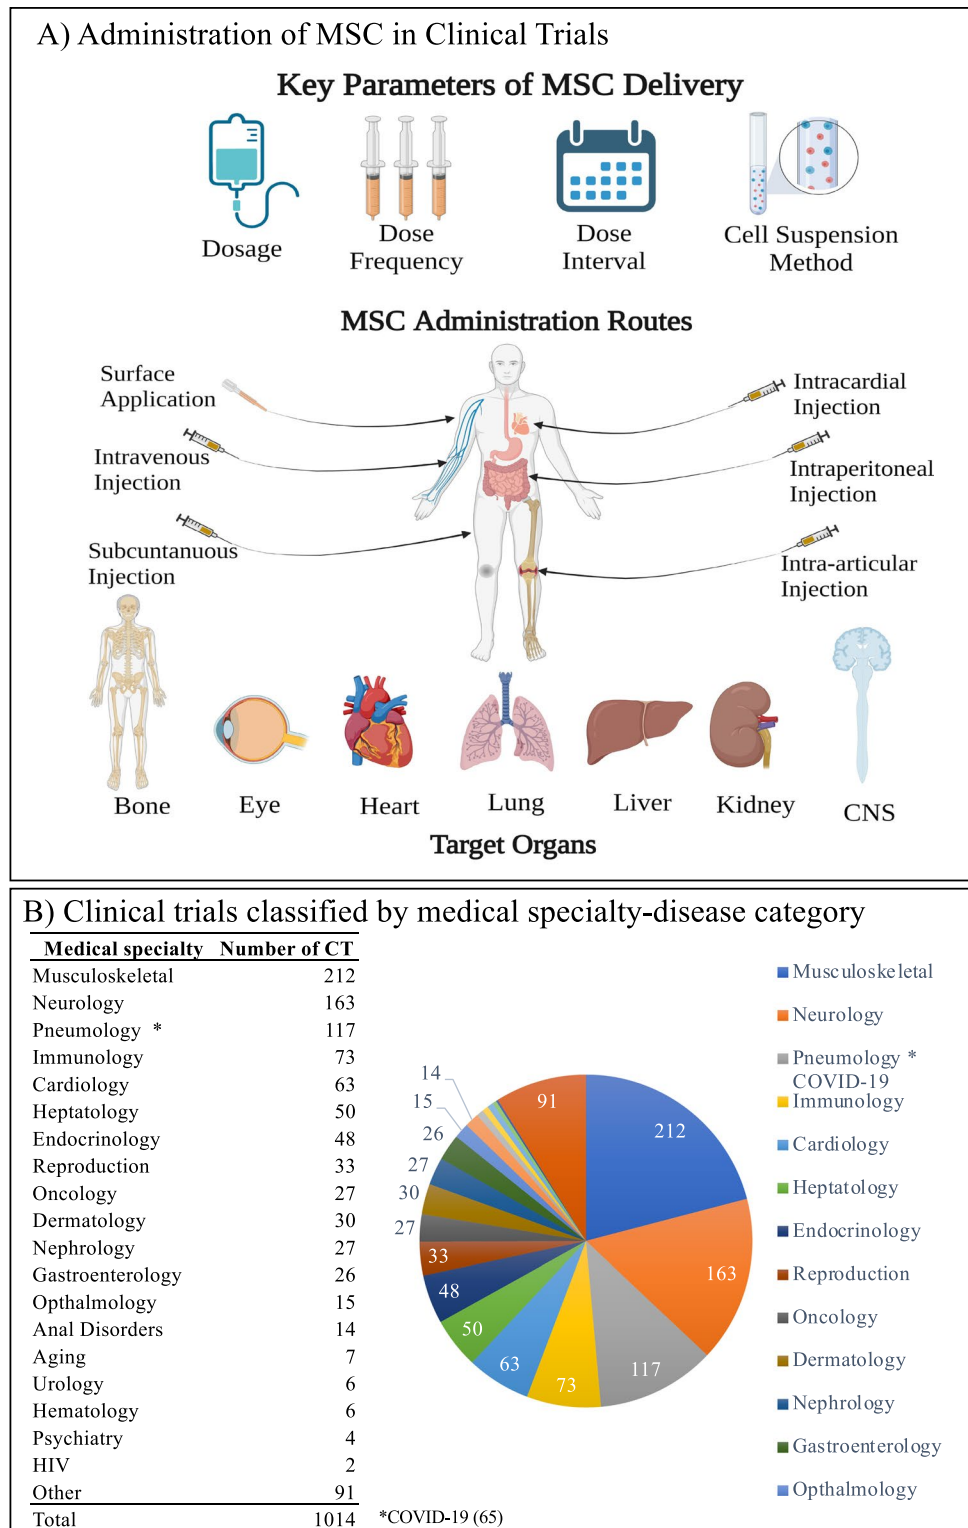 A) Administration of MSC in Clinical Trials
Key Parameters of MSC Delivery
Dosage
Dose
Frequency
Dose
Interval
Cell Suspension
Method
MSC Administration Routes
Surface
Application
Intravenous
Injection
Subcuntanuous
Injection
Intracardial
Injection
Intraperitoneal
Injection
Intra-articular
Injection
Bone
Eye
Heart
Lung
Liver
Kidney
CNS
Target Organs
B) Clinical trials classified by medical specialty-disease category
Medical specialty Number of CT
Musculoskeletal 212
Neurology 163
Pneumology * 117
Immunology 73
Cardiology 63
Heptatology 50
Endocrinology 48
Reproduction 33
Oncology 27
Dermatology 30
Nephrology 27
Gastroenterology 26
Opthalmology 15
Anal Disorders 14
Aging 7
Urology 6
Hematology 6
Psychiatry 4
HIV 2
Other 91
Total 1014
*COVID-19 (65)
212
163
117
73
63
50
48
33
27
30
27
26
15
14
91
Musculoskeletal
Neurology
Pneumology *
COVID-19
Immunology
Cardiology
Heptatology
Endocrinology
Reproduction
Oncology
Dermatology
Nephrology
Gastroenterology
Opthalmology